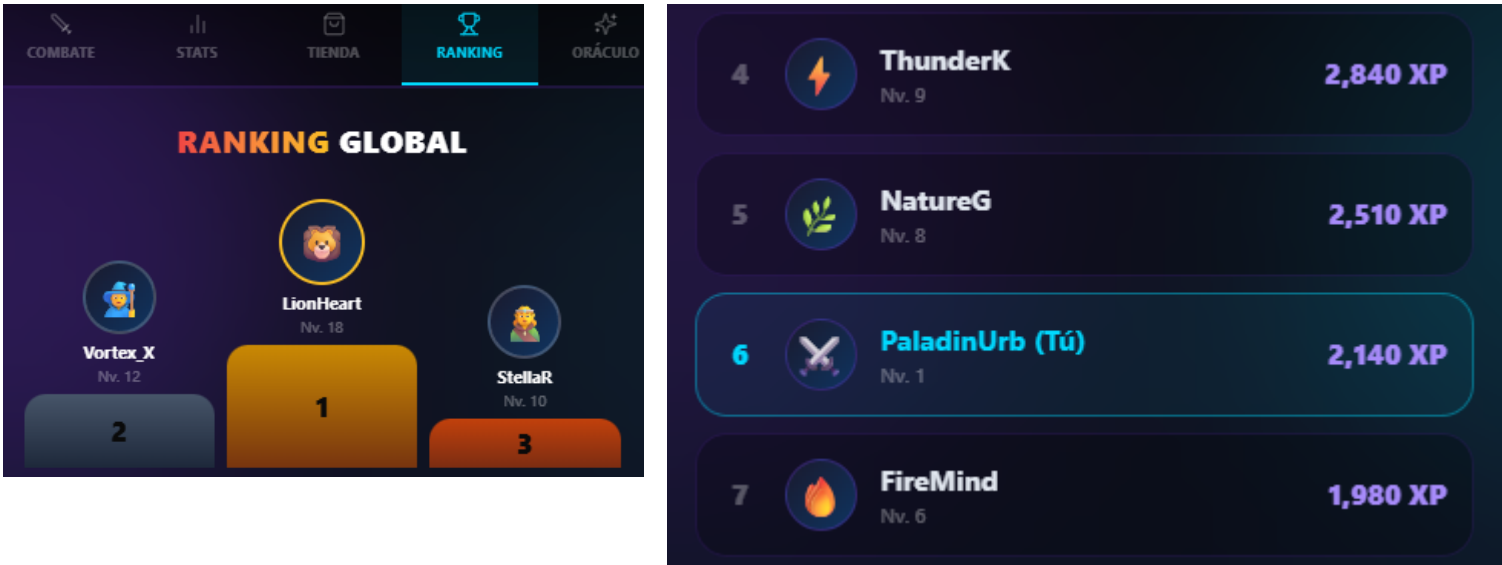 COMBATE
STATS
TIENDA
RANKING
ORÁCULO
RANKING GLOBAL
LionHeart
Nv. 18
Vortex_X
Nv. 12
StellaR
Nv. 10
1
2
3
4
ThunderK
Nv. 9
2,840 XP
5
NatureG
Nv. 8
2,510 XP
6
PaladinUrb (Tú)
Nv. 1
2,140 XP
7
FireMind
Nv. 6
1,980 XP